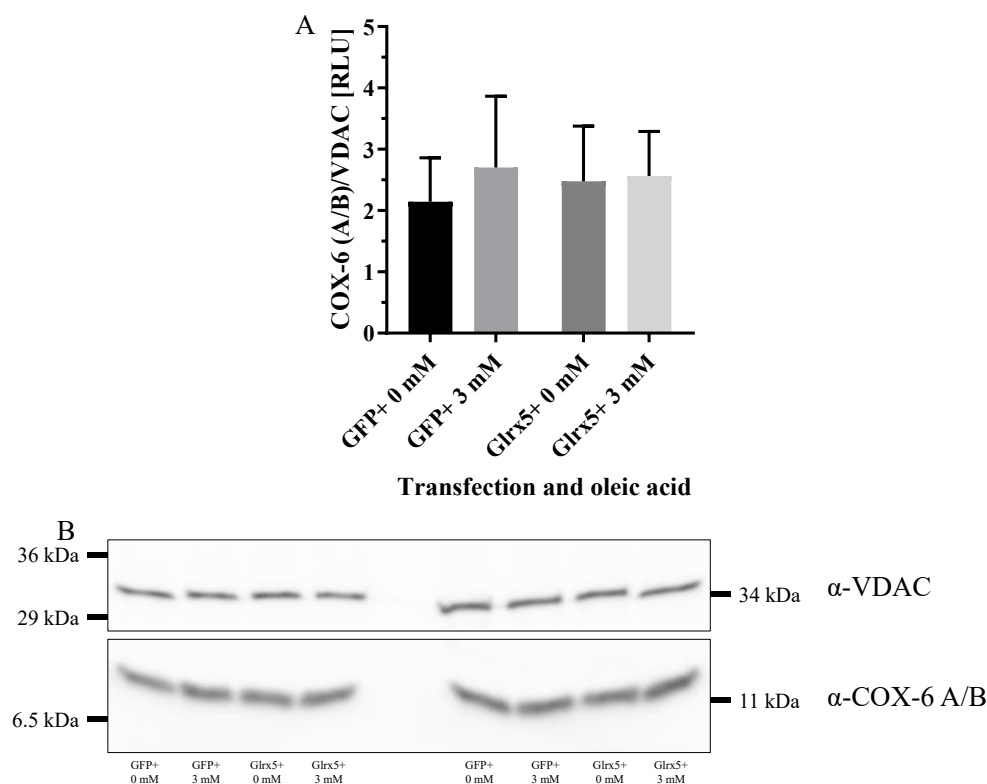 A
COX-6 (A/B)/VDAC [RLU]
5
4
3
2
1
0
GFP+ 0 mM
GFP+ 3 mM
Glrx5+ 0 mM
Glrx5+ 3 mM
Transfection and oleic acid
B
36 kDa
29 kDa
34 kDa
α-VDAC
6.5 kDa
11 kDa
α-COX-6 A/B
GFP+ GFP+ Glrx5+ Glrx5+ GFP+ GFP+ Glrx5+ Glrx5+
0 mM 3 mM 0 mM 3 mM 0 mM 3 mM 0 mM 3 mM